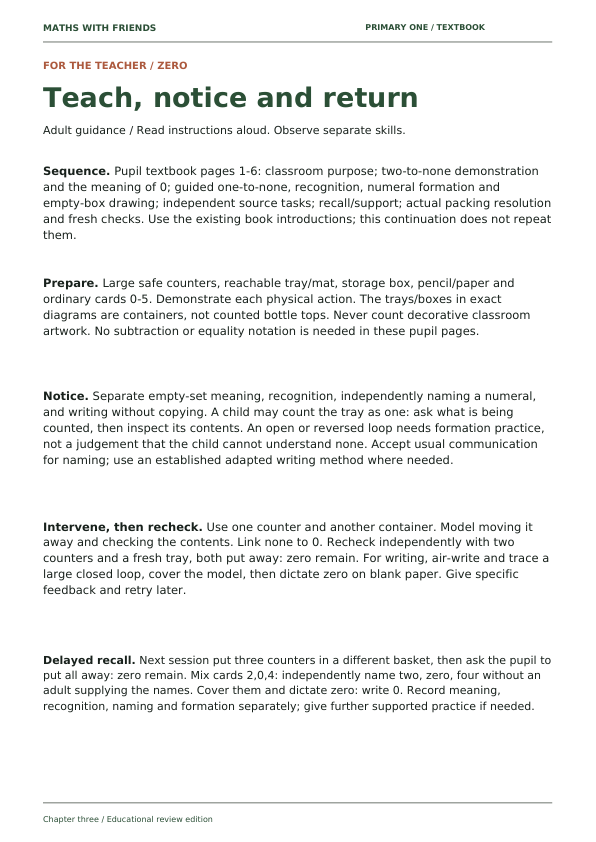 MATHS WITH FRIENDS
PRIMARY ONE / TEXTBOOK
FOR THE TEACHER / ZERO
Teach, notice and return
Adult guidance / Read instructions aloud. Observe separate skills.
Sequence. Pupil textbook pages 1-6: classroom purpose; two-to-none demonstration
and the meaning of 0; guided one-to-none, recognition, numeral formation and
empty-box drawing; independent source tasks; recall/support; actual packing resolution
and fresh checks. Use the existing book introductions; this continuation does not repeat
them.
Prepare. Large safe counters, reachable tray/mat, storage box, pencil/paper and
ordinary cards 0-5. Demonstrate each physical action. The trays/boxes in exact
diagrams are containers, not counted bottle tops. Never count decorative classroom
artwork. No subtraction or equality notation is needed in these pupil pages.
Notice. Separate empty-set meaning, recognition, independently naming a numeral,
and writing without copying. A child may count the tray as one: ask what is being
counted, then inspect its contents. An open or reversed loop needs formation practice,
not a judgement that the child cannot understand none. Accept usual communication
for naming; use an established adapted writing method where needed.
Intervene, then recheck. Use one counter and another container. Model moving it
away and checking the contents. Link none to 0. Recheck independently with two
counters and a fresh tray, both put away: zero remain. For writing, air-write and trace a
large closed loop, cover the model, then dictate zero on blank paper. Give specific
feedback and retry later.
Delayed recall. Next session put three counters in a different basket, then ask the pupil to
put all away: zero remain. Mix cards 2,0,4: independently name two, zero, four without an
adult supplying the names. Cover them and dictate zero: write 0. Record meaning,
recognition, naming and formation separately; give further supported practice if needed.
Chapter three / Educational review edition